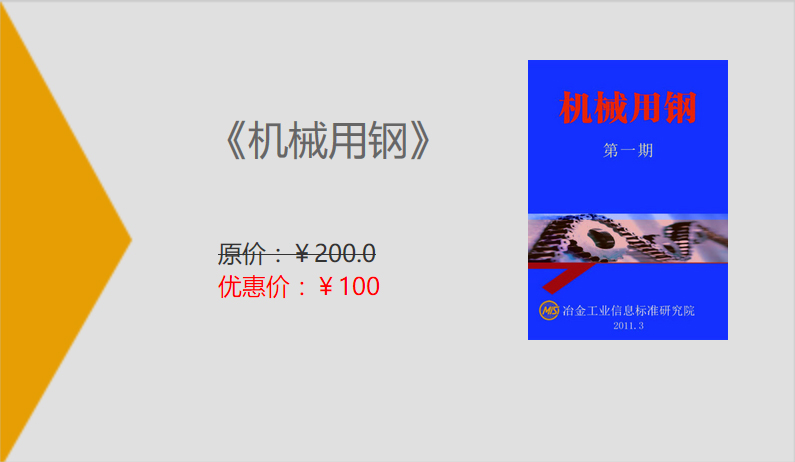 《机械用钢》
原价：￥200.0
优惠价：￥100
机械用钢
第一期
MIS 冶金工业信息标准研究院
2011.3